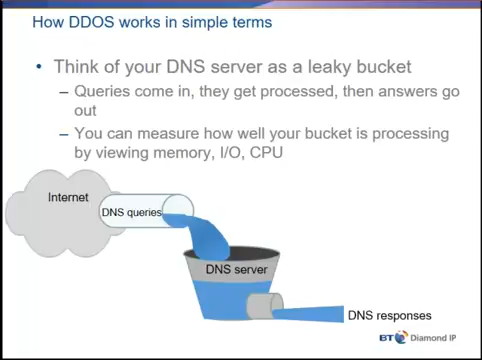 How DDOS works in simple terms
• Think of your DNS server as a leaky bucket
– Queries come in, they get processed, then answers go
out
– You can measure how well your bucket is processing
by viewing memory, I/O, CPU
Internet
DNS queries
DNS server
DNS responses
BT Diamond IP